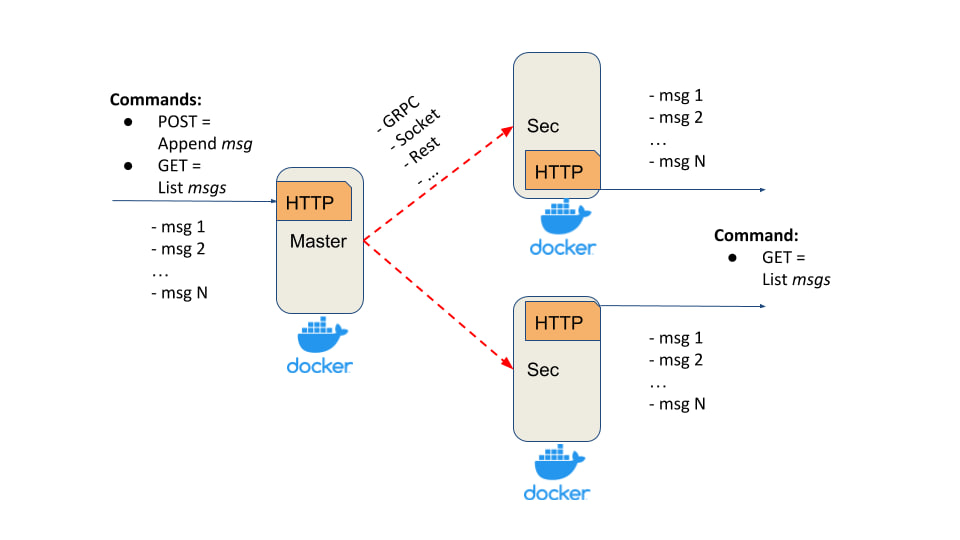 Commands:
● POST =
Append msg
● GET =
List msgs
HTTP
Master
- msg 1
- msg 2
...
- msg N
docker
- GRPC
- Socket
- Rest
- ...
Sec
HTTP
docker
- msg 1
- msg 2
...
- msg N
Command:
● GET =
List msgs
HTTP
Sec
docker
- msg 1
- msg 2
...
- msg N